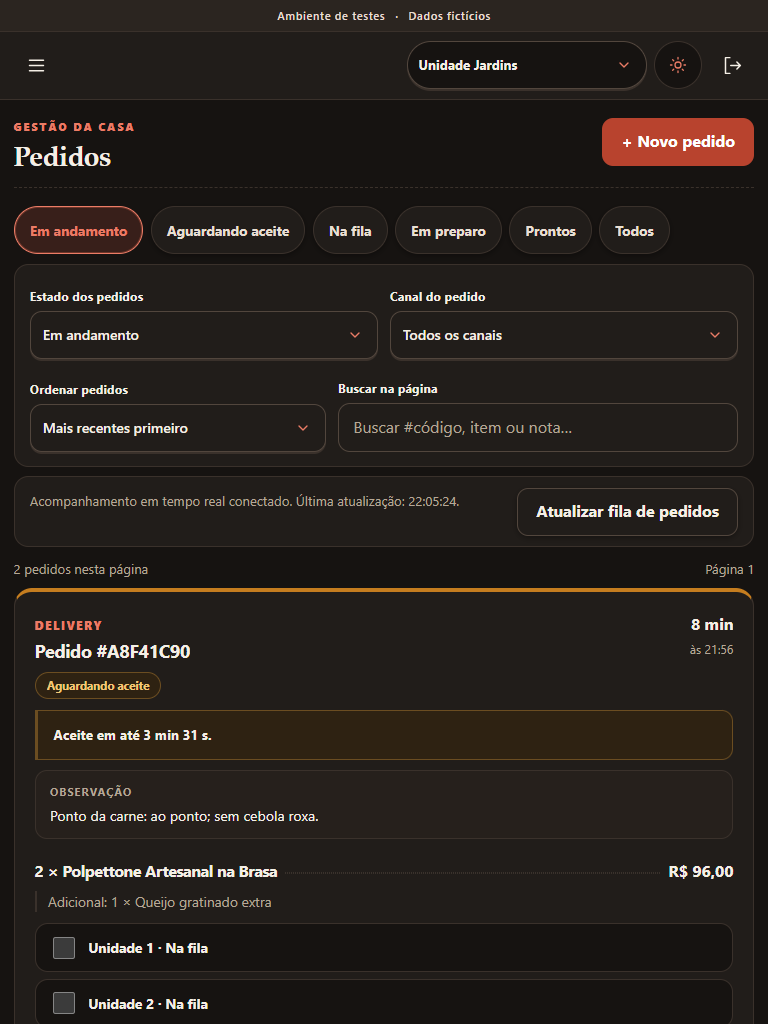 Ambiente de testes · Dados fictícios
Unidade Jardins
GESTÃO DA CASA
Pedidos
+ Novo pedido
Em andamento
Aguardando aceite
Na fila
Em preparo
Prontos
Todos
Estado dos pedidos
Canal do pedido
Em andamento
Todos os canais
Ordenar pedidos
Buscar na página
Mais recentes primeiro
Buscar #código, item ou nota...
Acompanhamento em tempo real conectado. Última atualização: 22:05:24.
Atualizar fila de pedidos
2 pedidos nesta página
Página 1
DELIVERY
8 min
Pedido #A8F41C90
às 21:56
Aguardando aceite
Aceite em até 3 min 31 s.
OBSERVAÇÃO
Ponto da carne: ao ponto; sem cebola roxa.
2 × Polpettone Artesanal na Brasa
R$ 96,00
Adicional: 1 × Queijo gratinado extra
Unidade 1 · Na fila
Unidade 2 · Na fila